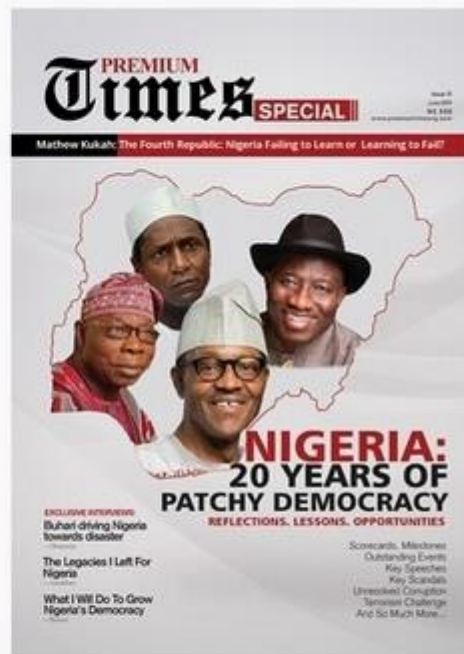 PREMIUM
Times SPECIAL
Mathew Kukah: The Fourth Republic: Nigeria Failing to Learn or Learning to Fail?
NIGERIA:
20 YEARS OF
PATCHY DEMOCRACY
REFLECTIONS. LESSONS. OPPORTUNITIES
EXCLUSIVE INTERVIEWS
Buhari driving Nigeria
towards disaster
The Legacies I Left For
Nigeria
What I Will Do To Grow
Nigeria's Democracy
Scorecards, Milestones
Outstanding Events
Key Speeches
Key Scandals
Unresolved Corruption
Terrorism Challenge
And So Much More...